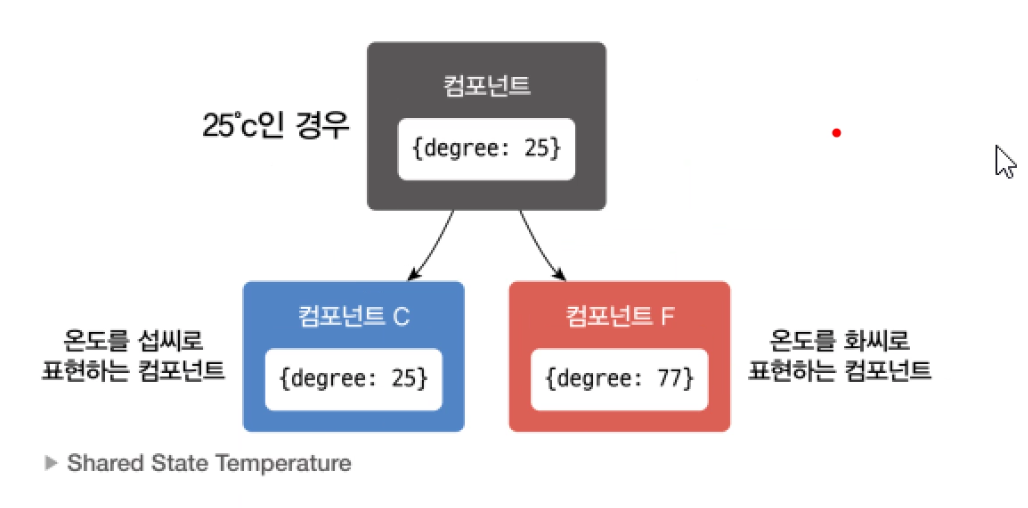 컴포넌트
25°c인 경우
{degree: 25}
컴포넌트 C
컴포넌트 F
온도를 섭씨로
표현하는 컴포넌트
{degree: 25}
{degree: 77}
온도를 화씨로
표현하는 컴포넌트
Shared State Temperature